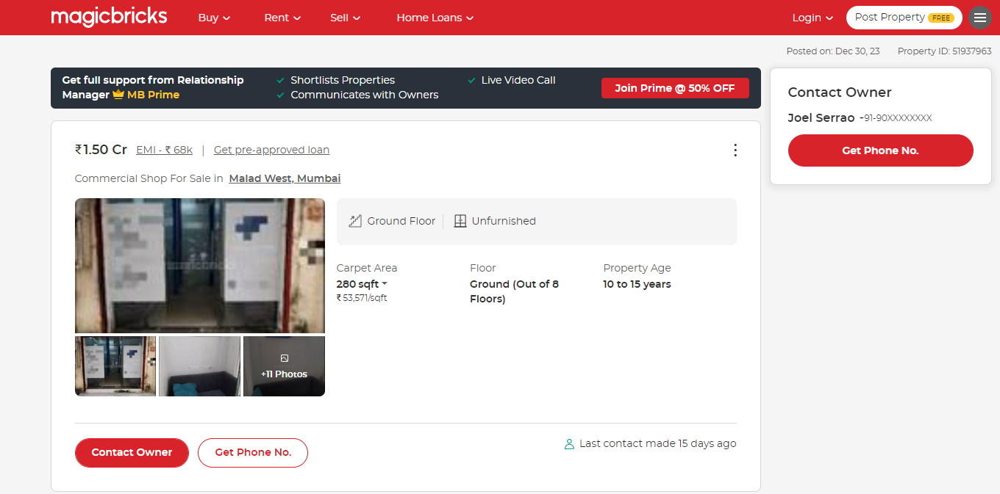 magicbricks
Buy
Rent
Sell
Home Loans
Login
Post Property FREE
Posted on: Dec 30, 23
Property ID: 51937963
Get full support from Relationship
Manager MB Prime
Shortlists Properties
Communicates with Owners
Live Video Call
Join Prime @ 50% OFF
Contact Owner
Joel Serrao +91-90XXXXXXXX
Get Phone No.
₹1.50 Cr EMI - ₹ 68k | Get pre-approved loan
Commercial Shop For Sale in Malad West, Mumbai
magicbricks
Ground Floor
Unfurnished
Carpet Area
280 sqft
₹ 53,571/sqft
Floor
Ground (Out of 8
Floors)
Property Age
10 to 15 years
+11 Photos
Contact Owner
Get Phone No.
Last contact made 15 days ago